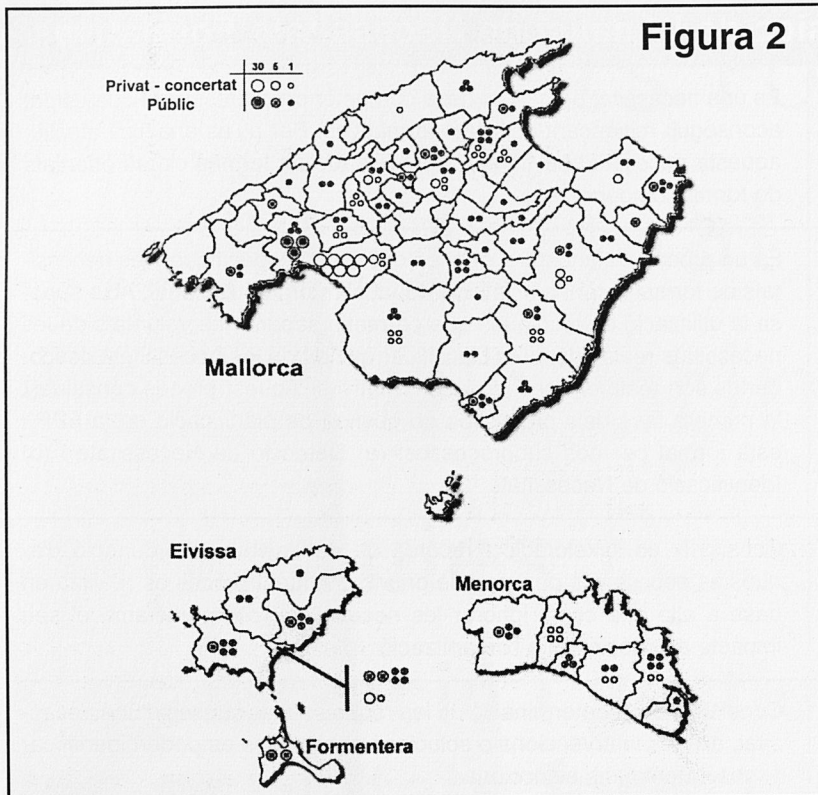 Figura 2
30 5 1
Privat - concertat
Públic
Mallorca
Eivissa
Menorca
Formentera